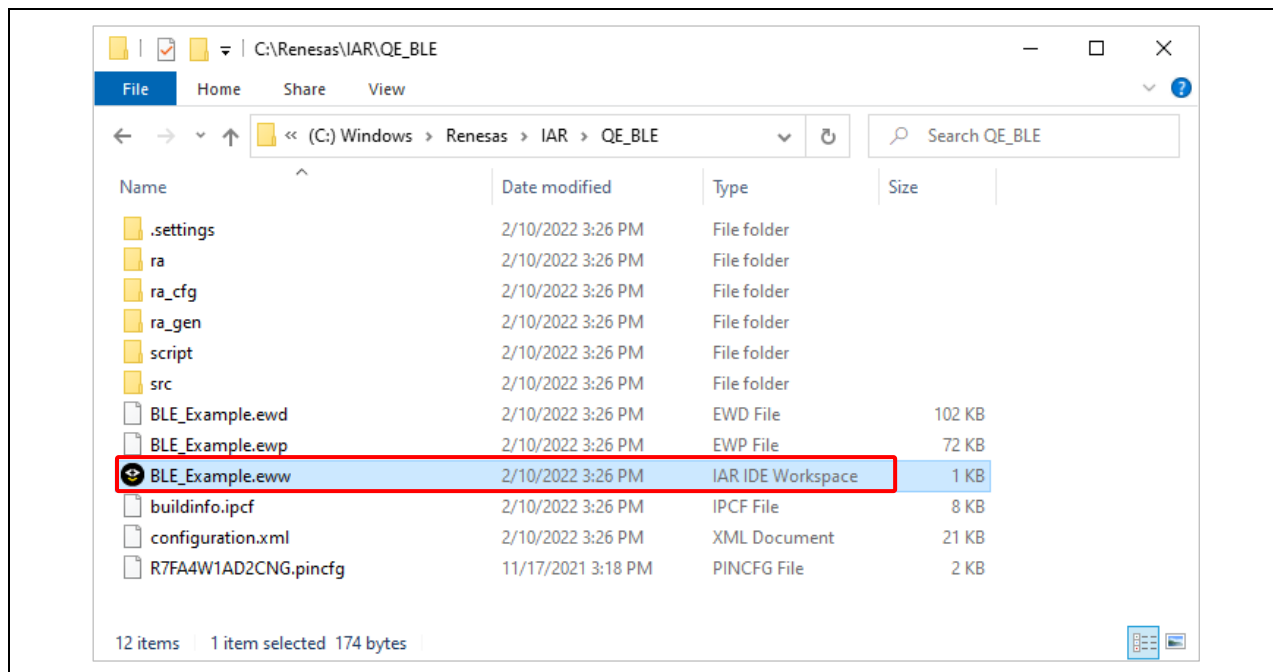 C:\Renesas\IAR\QE_BLE
File Home Share View
« (C:) Windows > Renesas > IAR > QE_BLE Search QE_BLE
Name Date modified Type Size
.settings 2/10/2022 3:26 PM File folder
ra 2/10/2022 3:26 PM File folder
ra_cfg 2/10/2022 3:26 PM File folder
ra_gen 2/10/2022 3:26 PM File folder
script 2/10/2022 3:26 PM File folder
src 2/10/2022 3:26 PM File folder
BLE_Example.ewd 2/10/2022 3:26 PM EWD File 102 KB
BLE_Example.ewp 2/10/2022 3:26 PM EWP File 72 KB
BLE_Example.eww 2/10/2022 3:26 PM IAR IDE Workspace 1 KB
buildinfo.ipcf 2/10/2022 3:26 PM IPCF File 8 KB
configuration.xml 2/10/2022 3:26 PM XML Document 21 KB
R7FA4W1AD2CNG.pincfg 11/17/2021 3:18 PM PINCFG File 2 KB
12 items 1 item selected 174 bytes